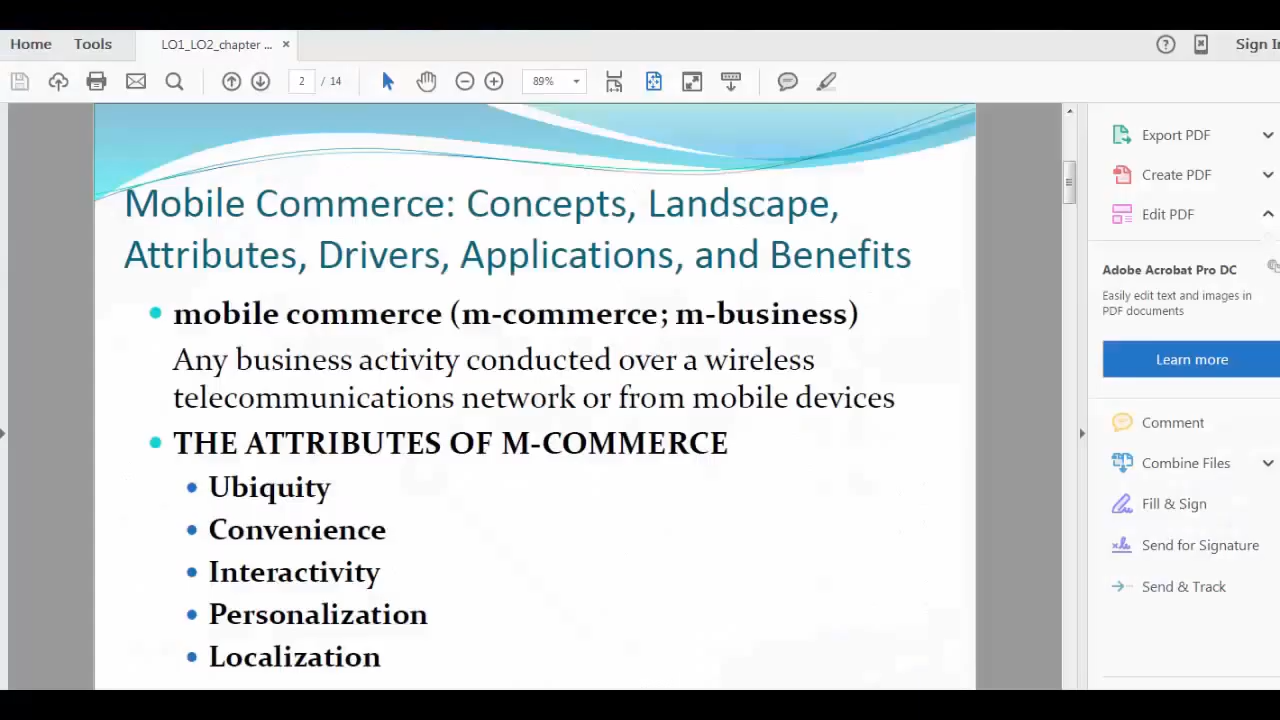 Home Tools LO1_LO2_chapter ... × Sign In
2 / 14 89%
Mobile Commerce: Concepts, Landscape,
Attributes, Drivers, Applications, and Benefits
mobile commerce (m-commerce; m-business)
Any business activity conducted over a wireless
telecommunications network or from mobile devices
THE ATTRIBUTES OF M-COMMERCE
Ubiquity
Convenience
Interactivity
Personalization
Localization
Export PDF
Create PDF
Edit PDF
Adobe Acrobat Pro DC
Easily edit text and images in
PDF documents
Learn more
Comment
Combine Files
Fill & Sign
Send for Signature
Send & Track